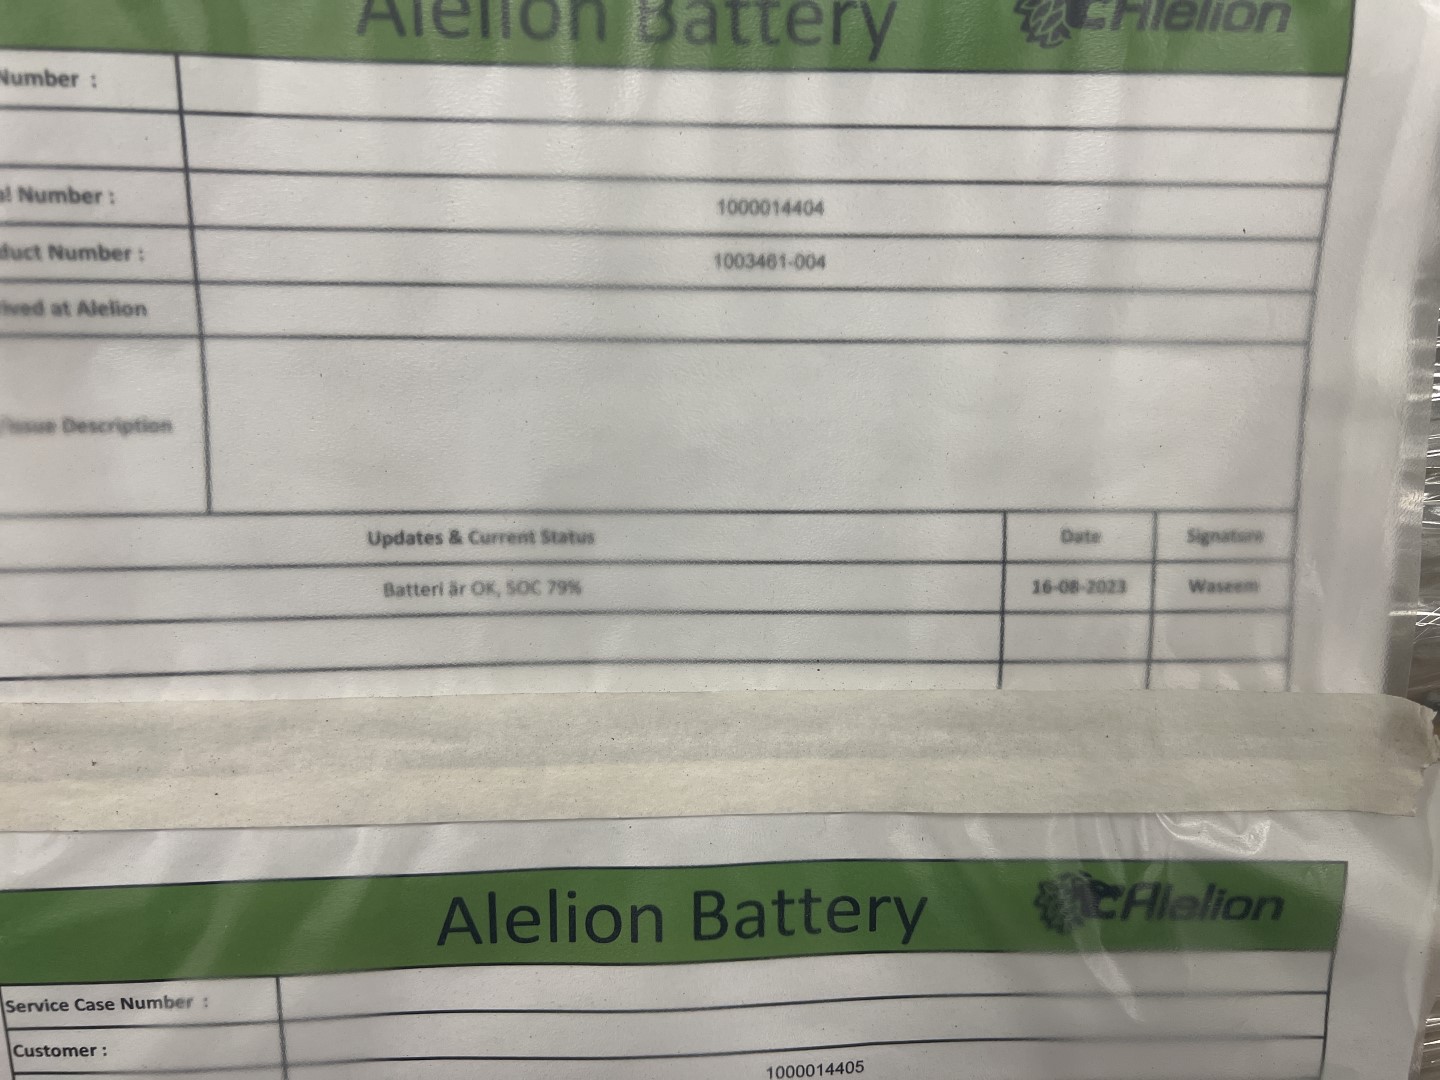 Alelion Battery
Alelion
Number :
al Number : 1000014404
duct Number : 1003461-004
ived at Alelion
Issue Description
Updates & Current Status Date Signature
Batteri är OK, SOC 79% 16-08-2023 Waseem
Alelion Battery
Alelion
Service Case Number :
Customer :
1000014405